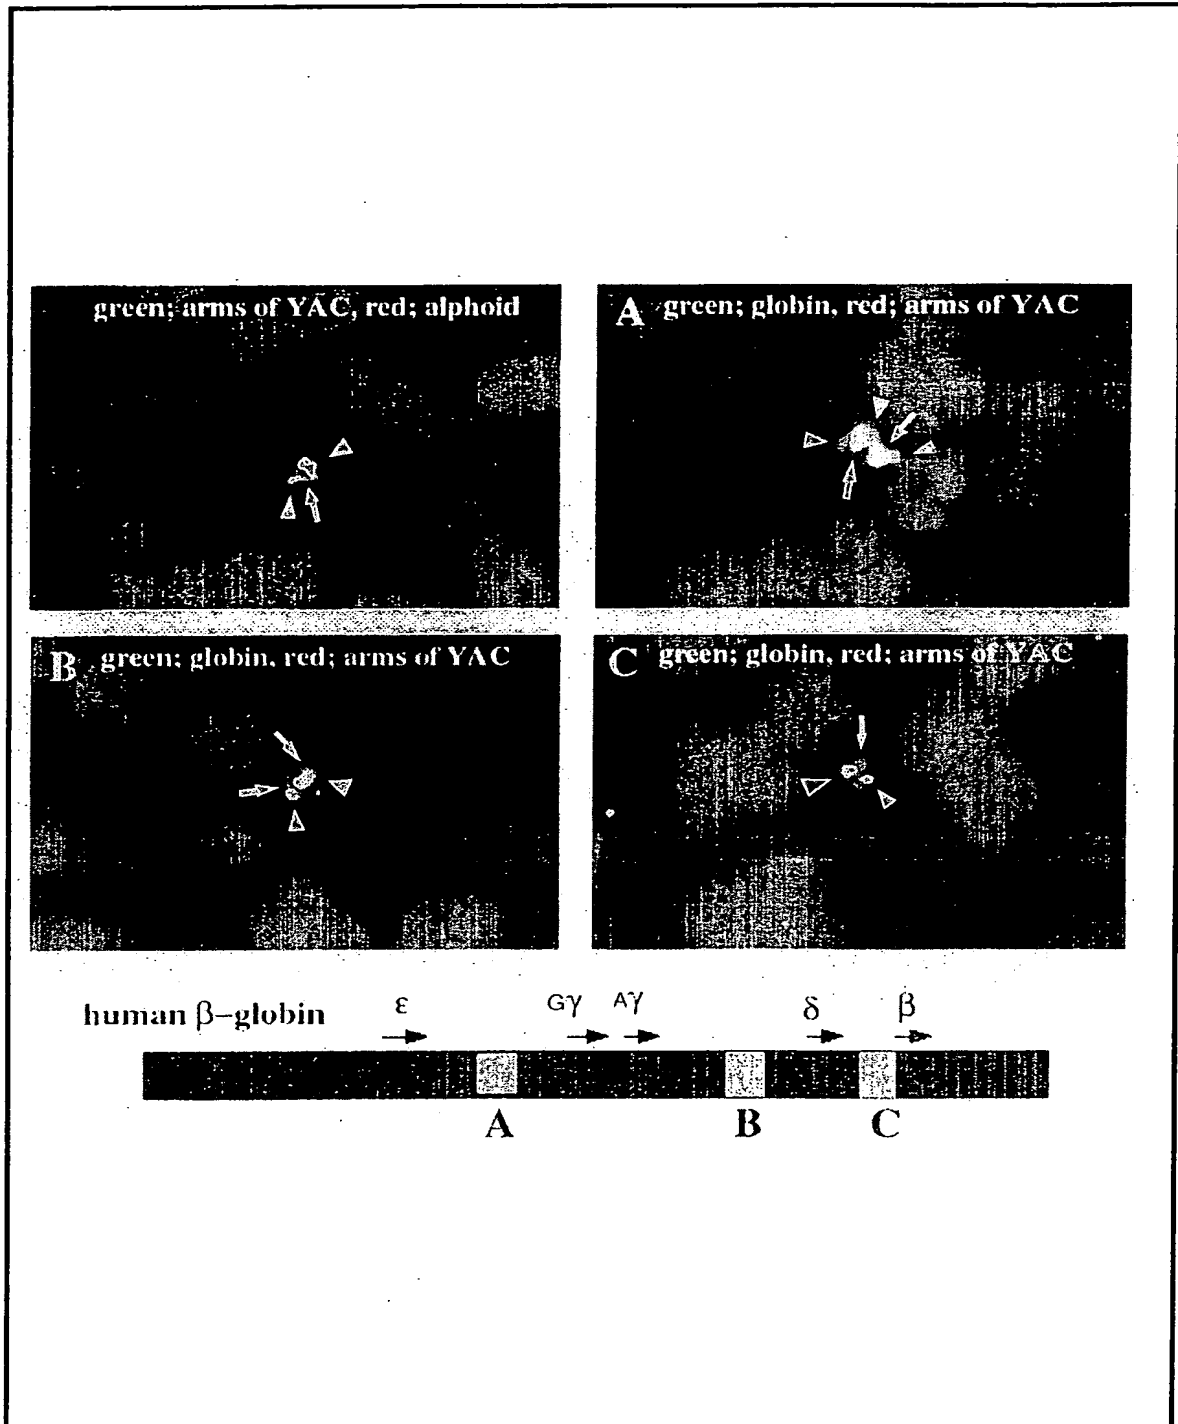 green; arms of YAC, red; alphoid
A green; globin, red; arms of YAC
B green; globin, red; arms of YAC
C green; globin, red; arms of YAC
human β-globin ε Gγ Aγ δ β
A B C